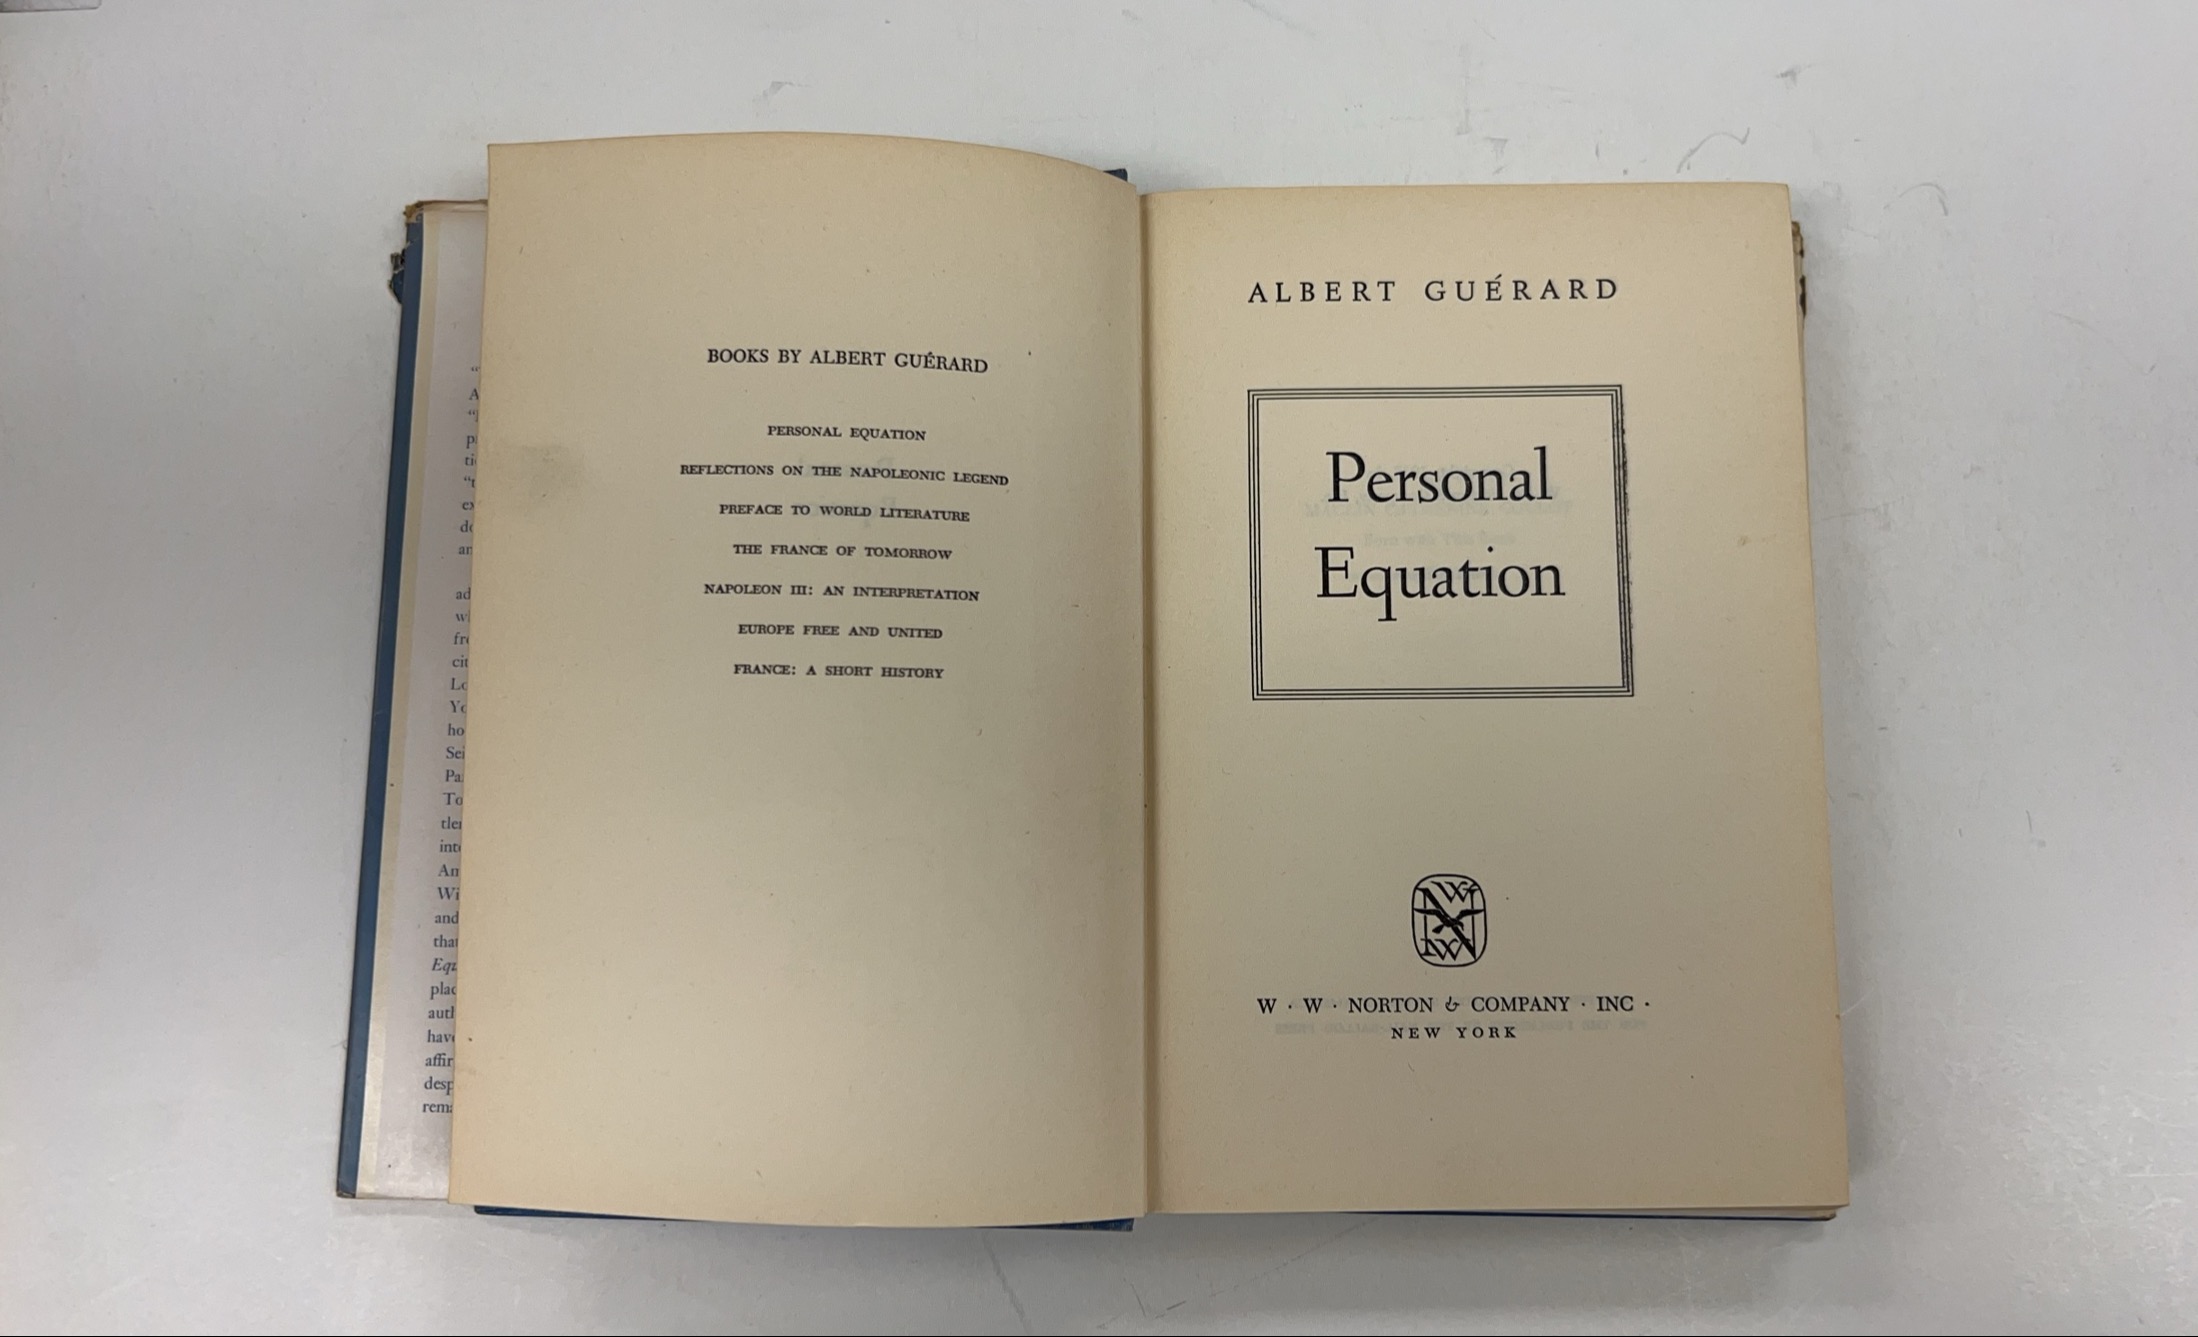 BOOKS BY ALBERT GUÉRARD
PERSONAL EQUATION
REFLECTIONS ON THE NAPOLEONIC LEGEND
PREFACE TO WORLD LITERATURE
THE FRANCE OF TOMORROW
NAPOLEON III: AN INTERPRETATION
EUROPE FREE AND UNITED
FRANCE: A SHORT HISTORY
ALBERT GUÉRARD
Personal
Equation
W · W · NORTON & COMPANY · INC ·
NEW YORK